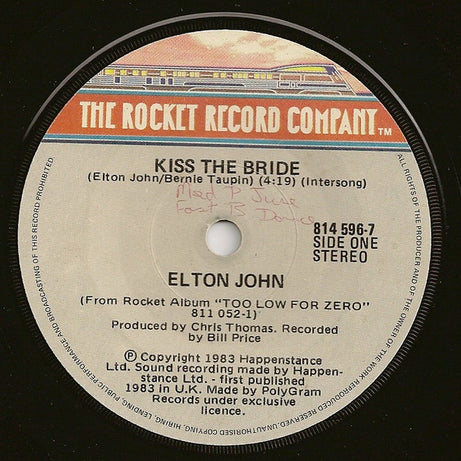 THE ROCKET RECORD COMPANY TM
KISS THE BRIDE
(Elton John/Bernie Taupin) (4:19) (Intersong)
Med P
Fast B Dance
814 596-7
SIDE ONE
STEREO
ELTON JOHN
(From Rocket Album "TOO LOW FOR ZERO"
811 052-1)
Produced by Chris Thomas. Recorded
by Bill Price
Ⓟ Copyright 1983 Happenstance
Ltd. Sound recording made by Happen-
stance Ltd. - first published
1983 in U.K. Made by PolyGram
Records under exclusive
licence.
ALL RIGHTS OF THE PRODUCER AND OF THE OWNER OF THE WORK REPRODUCED RESERVED. UNAUTHORISED COPYING, HIRING, LENDING, PUBLIC PERFORMANCE AND BROADCASTING OF THIS RECORD PROHIBITED